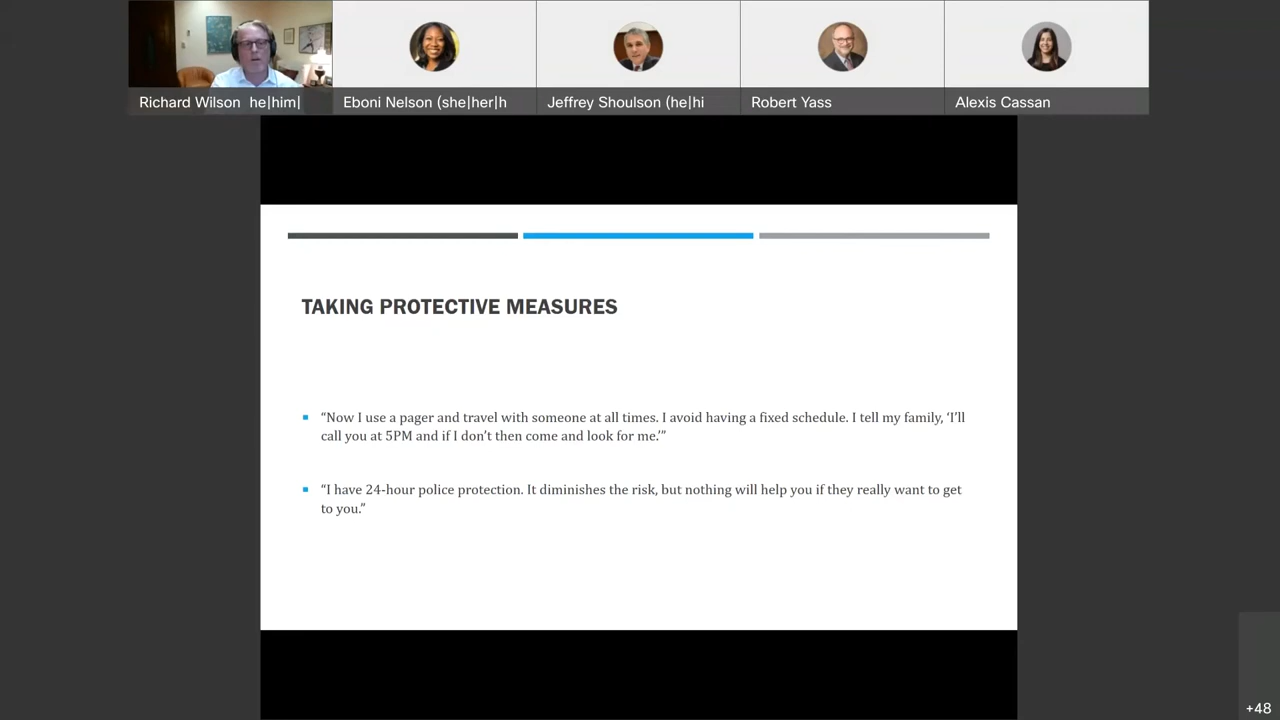 Richard Wilson he|him|
Eboni Nelson (she|her|h
Jeffrey Shoulson (he|hi
Robert Yass
Alexis Cassan
TAKING PROTECTIVE MEASURES
“Now I use a pager and travel with someone at all times. I avoid having a fixed schedule. I tell my family, ‘I’ll
call you at 5PM and if I don’t then come and look for me.’”
“I have 24-hour police protection. It diminishes the risk, but nothing will help you if they really want to get
to you.”
+48